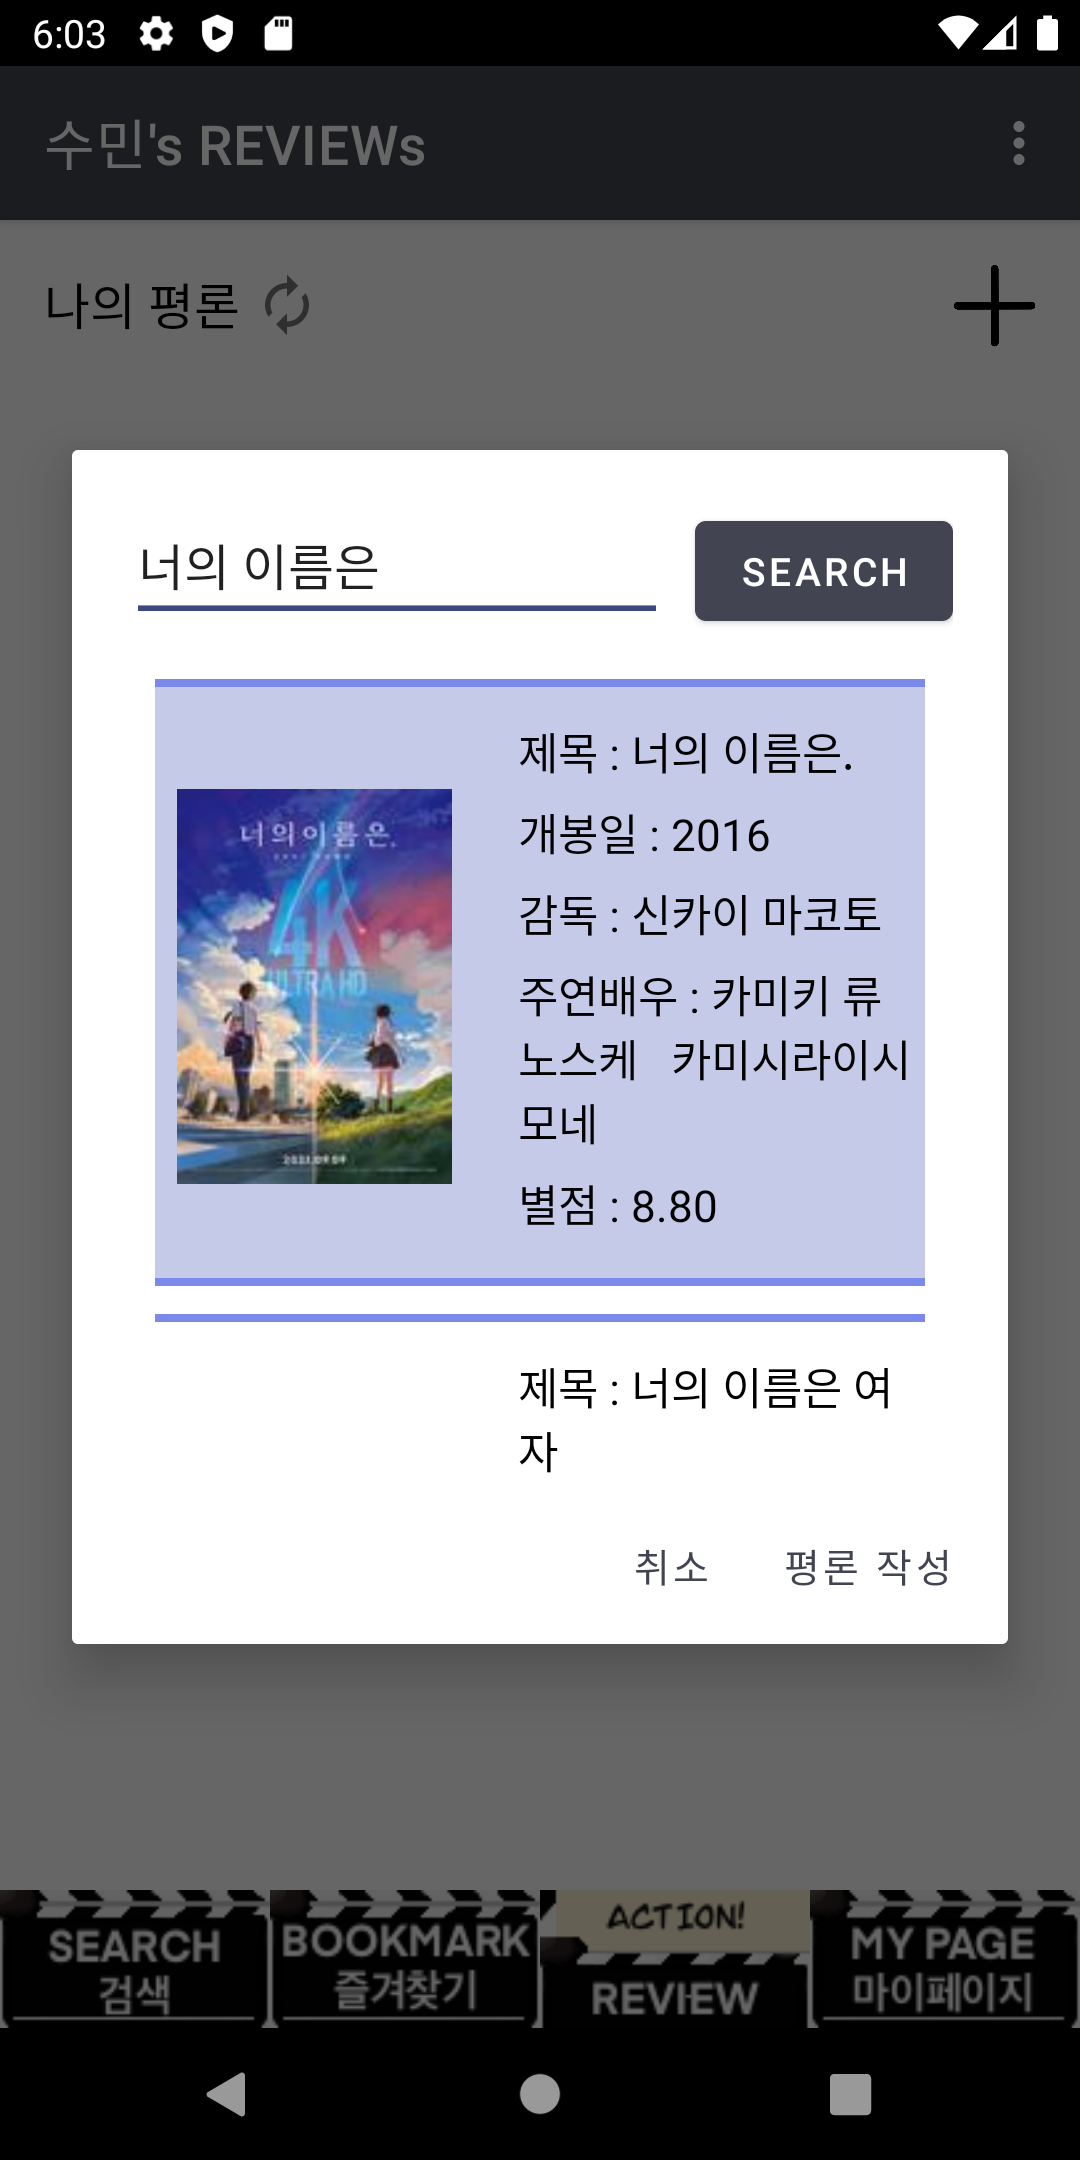 6:03
수민's REVIEWs
나의 평론
너의 이름은
SEARCH
너의이름은.
4K
ULTRA HD
제목 : 너의 이름은.
개봉일 : 2016
감독 : 신카이 마코토
주연배우 : 카미키 류
노스케 카미시라이시
모네
별점 : 8.80
제목 : 너의 이름은 여
자
취소 평론 작성
SEARCH
검색
BOOKMARK
즐겨찾기
ACTION!
REVIEW
MY PAGE
마이페이지